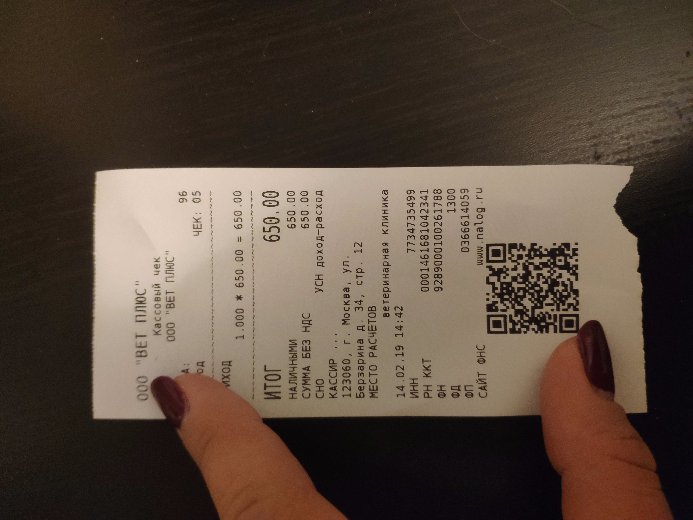 ООО "ВЕТ ПЛЮС"
Кассовый чек
ООО "ВЕТ ПЛЮС"
А: 96
ОД ЧЕК: 05
ИХОД
1.000 * 650.00 = 650.00
ИТОГ 650.00
НАЛИЧНЫМИ 650.00
СУММА БЕЗ НДС 650.00
СНО УСН доход-расход
КАССИР ...
123060, г. Москва, ул.
Берзарина д. 34, стр. 12
МЕСТО РАСЧЕТОВ
ветеринарная клиника
14.02.19 14:42
ИНН 7734735499
РН ККТ 0001461681042341
ФН 9289000100261788
ФД 1300
ФП 0366614059
САЙТ ФНС www.nalog.ru